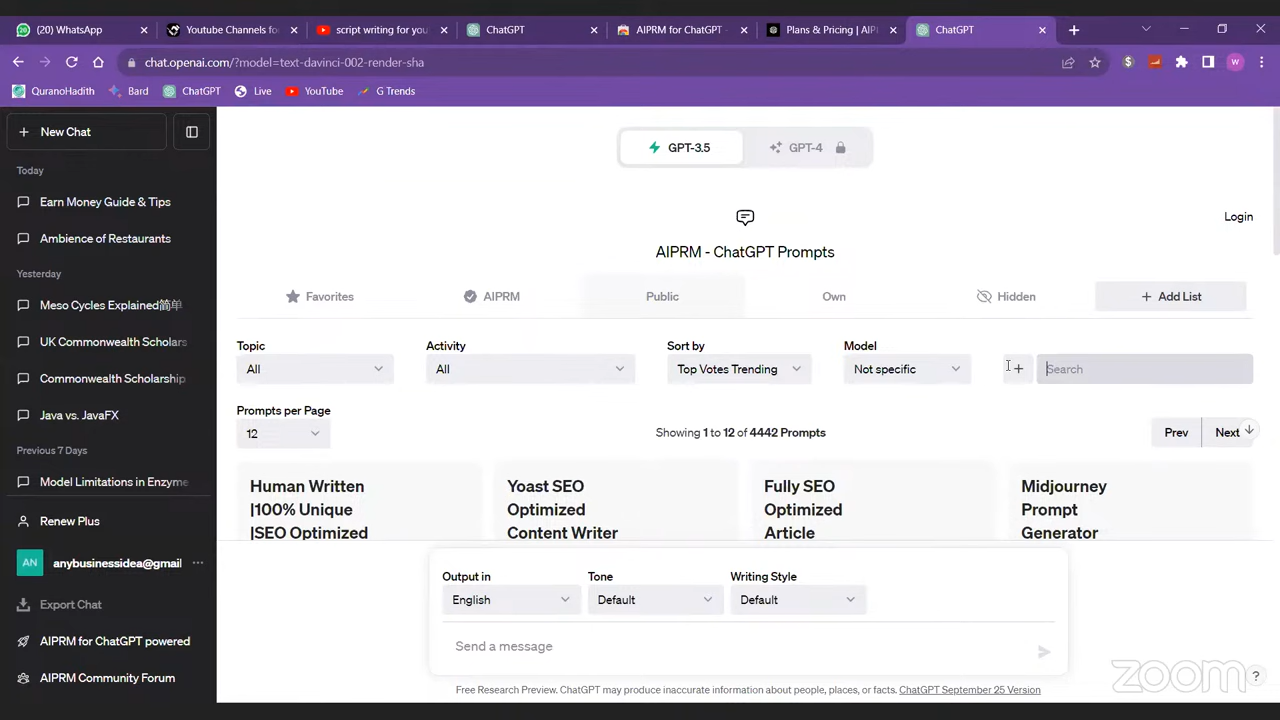 (20) WhatsApp
Youtube Channels for
script writing for you
ChatGPT
AIPRM for ChatGPT -
Plans & Pricing | AIPR
ChatGPT
chat.openai.com/?model=text-davinci-002-render-sha
QuranoHadith
Bard
ChatGPT
Live
YouTube
G Trends
New Chat
Today
Earn Money Guide & Tips
Ambience of Restaurants
Yesterday
Meso Cycles Explained简单
UK Commonwealth Scholars
Commonwealth Scholarship
Java vs. JavaFX
Previous 7 Days
Model Limitations in Enzyme
Renew Plus
AN
anybusinessidea@gmail
Export Chat
AIPRM for ChatGPT powered
AIPRM Community Forum
GPT-3.5
GPT-4
Login
AIPRM - ChatGPT Prompts
Favorites
AIPRM
Public
Own
Hidden
+ Add List
Topic
All
Activity
All
Sort by
Top Votes Trending
Model
Not specific
+
Search
Prompts per Page
12
Showing 1 to 12 of 4442 Prompts
Prev
Next
Human Written
|100% Unique
|SEO Optimized
Yoast SEO
Optimized
Content Writer
Fully SEO
Optimized
Article
Midjourney
Prompt
Generator
Output in
English
Tone
Default
Writing Style
Default
Send a message
Free Research Preview. ChatGPT may produce inaccurate information about people, places, or facts. ChatGPT September 25 Version
zoom
?